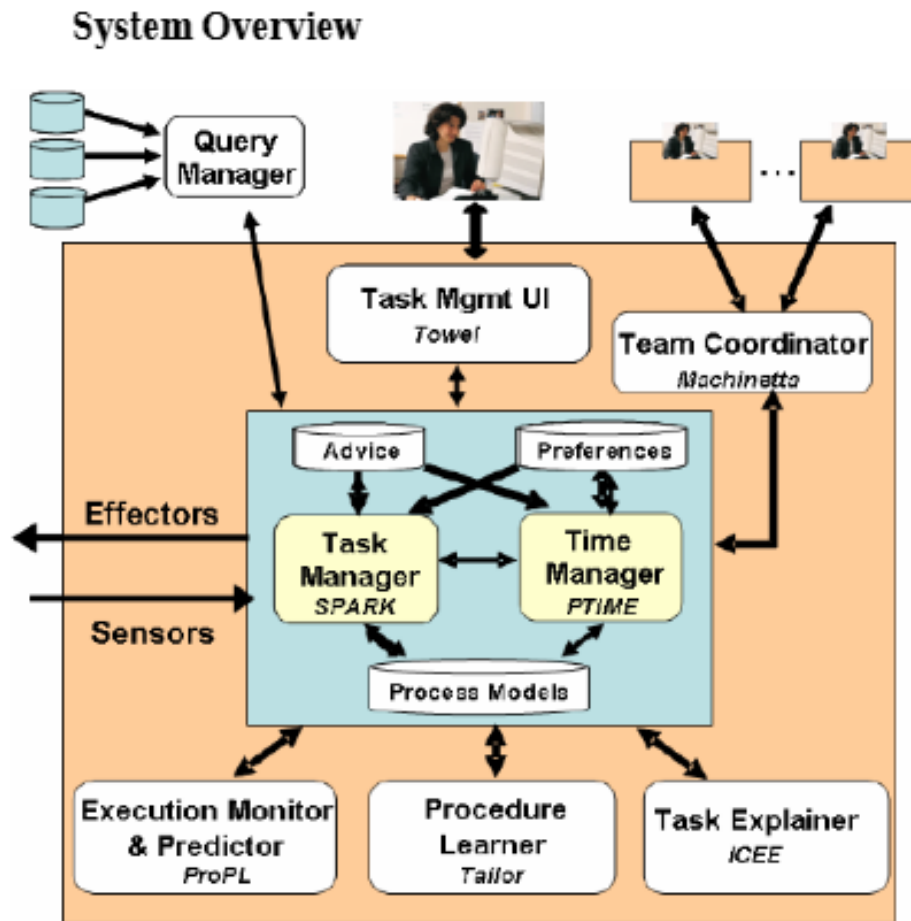 System Overview
Query
Manager
...
Task Mgmt UI
Towel
Team Coordinator
Machinetta
Advice
Preferences
Effectors
Task
Manager
SPARK
Time
Manager
PTIME
Sensors
Process Models
Execution Monitor
& Predictor
ProPL
Procedure
Learner
Tailor
Task Explainer
ICEE